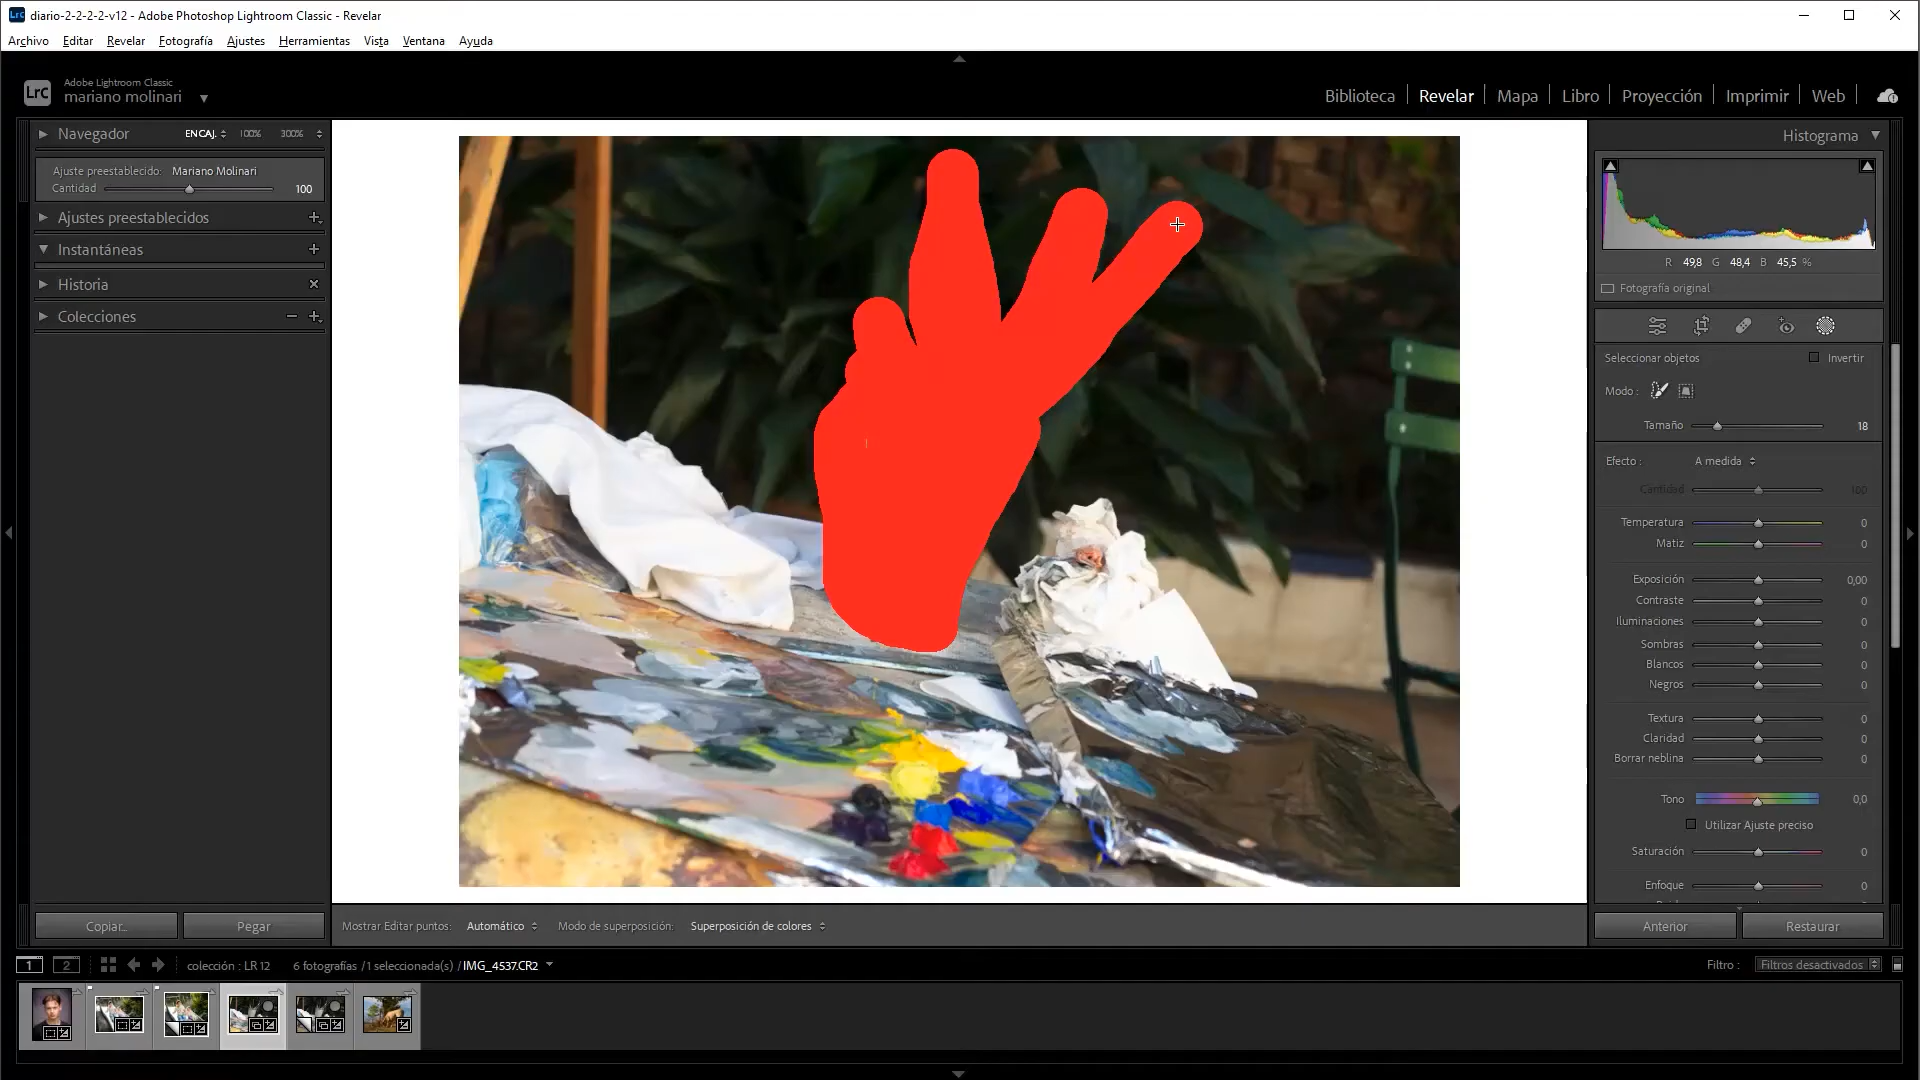 diario-2-2-2-2-v12 - Adobe Photoshop Lightroom Classic - Revelar
Archivo Editar Revelar Fotografía Ajustes Herramientas Vista Ventana Ayuda
LrC Adobe Lightroom Classic
mariano molinari
Biblioteca Revelar Mapa Libro Proyección Imprimir Web
Navegador ENCAJ. 100% 300%
Ajuste preestablecido: Mariano Molinari
Cantidad 100
Ajustes preestablecidos
Instantáneas
Historia
Colecciones
Copiar... Pegar
Mostrar Editar puntos: Automático Modo de superposición: Superposición de colores
Histograma
R 49,8 G 48,4 B 45,5 %
Fotografía original
Seleccionar objetos Invertir
Modo :
Tamaño 18
Efecto : A medida
Cantidad 100
Temperatura 0
Matiz 0
Exposición 0,00
Contraste 0
Iluminaciones 0
Sombras 0
Blancos 0
Negros 0
Textura 0
Claridad 0
Borrar neblina 0
Tono 0,0
Utilizar Ajuste preciso
Saturación 0
Enfoque 0
Anterior Restaurar
1 2 colección : LR 12 6 fotografías /1 seleccionada(s) /IMG_4537.CR2
Filtro : Filtros desactivados